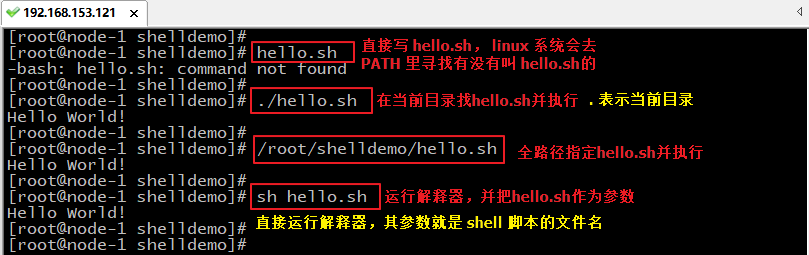 192.168.153.121
[root@node-1 shelldemo]#
[root@node-1 shelldemo]# hello.sh 直接写 hello.sh ，linux 系统会去
-bash: hello.sh: command not found PATH 里寻找有没有叫 hello.sh的
[root@node-1 shelldemo]#
[root@node-1 shelldemo]# ./hello.sh 在当前目录找hello.sh并执行 . 表示当前目录
Hello World!
[root@node-1 shelldemo]#
[root@node-1 shelldemo]# /root/shelldemo/hello.sh 全路径指定hello.sh并执行
Hello World!
[root@node-1 shelldemo]#
[root@node-1 shelldemo]# sh hello.sh 运行解释器，并把hello.sh作为参数
Hello World! 直接运行解释器，其参数就是 shell 脚本的文件名
[root@node-1 shelldemo]#
[root@node-1 shelldemo]#